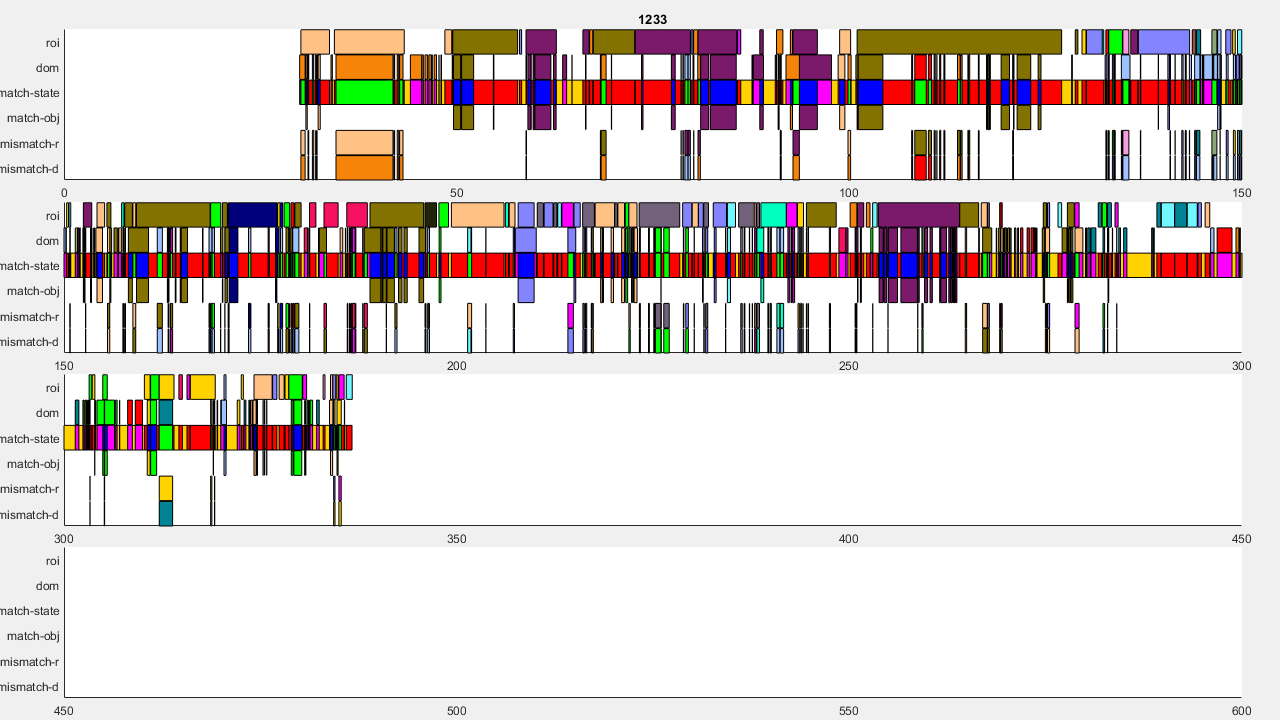 1233
roi
dom
match-state
match-obj
mismatch-r
mismatch-d
0 50 100 150
roi
dom
match-state
match-obj
mismatch-r
mismatch-d
150 200 250 300
roi
dom
match-state
match-obj
mismatch-r
mismatch-d
300 350 400 450
roi
dom
match-state
match-obj
mismatch-r
mismatch-d
450 500 550 600